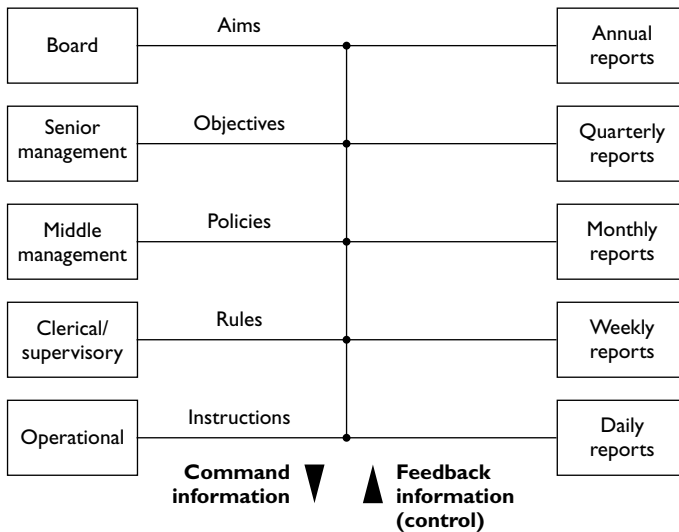 Board
Aims
Annual
reports
Senior
management
Objectives
Quarterly
reports
Middle
management
Policies
Monthly
reports
Clerical/
supervisory
Rules
Weekly
reports
Operational
Instructions
Daily
reports
Command
information
Feedback
information
(control)